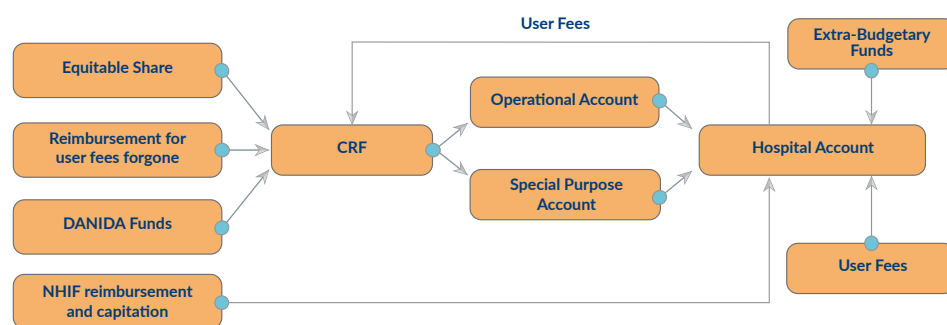 User Fees
Extra-Budgetary
Funds
Equitable Share
Operational Account
Reimbursement for
user fees forgone
CRF
Hospital Account
Special Purpose
Account
DANIDA Funds
User Fees
NHIF reimbursement
and capitation